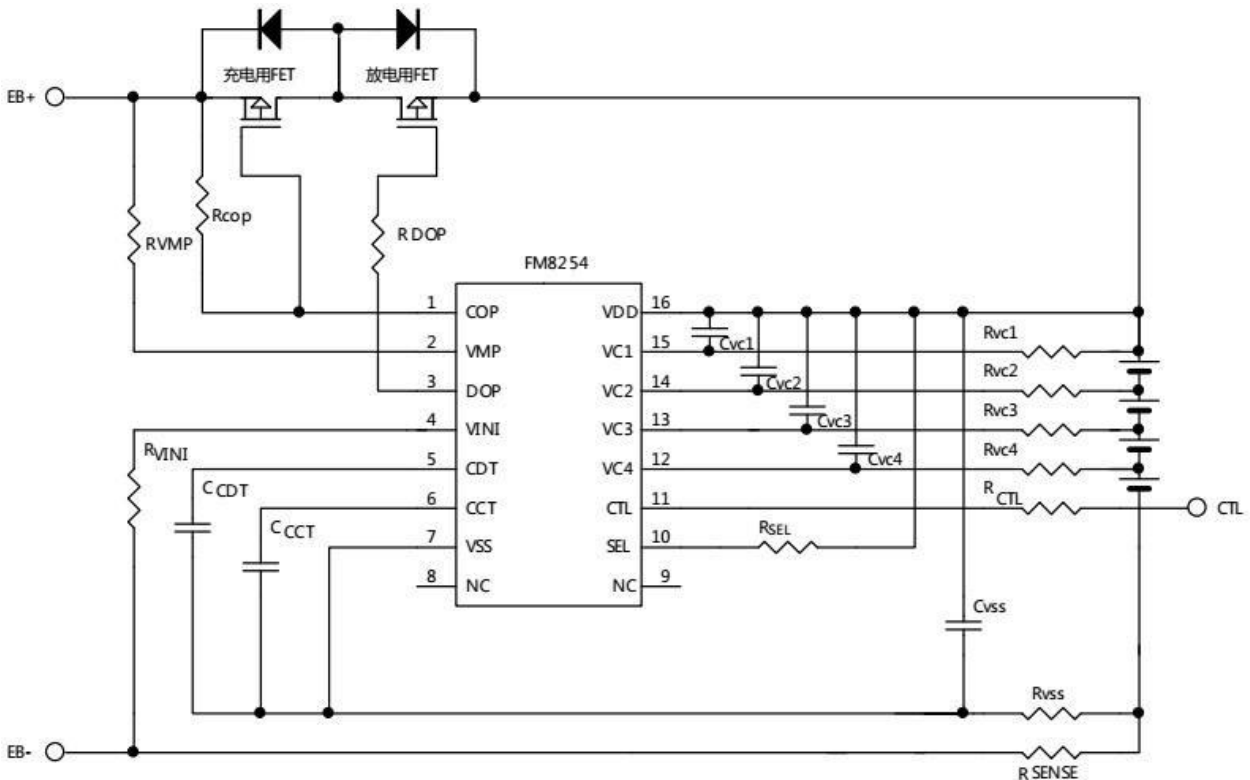 充电用FET
放电用FET
EB+
Rcop
RVMP
R DOP
FM8254
1
COP
VDD
16
2
VMP
VC1
15
Cvc1
Rvc1
3
DOP
VC2
14
Cvc2
Rvc2
4
VINI
VC3
13
Cvc3
Rvc3
RVINI
5
CDT
VC4
12
Cvc4
Rvc4
C CDT
6
CCT
CTL
11
R CTL
CTL
C CCT
7
VSS
SEL
10
RSEL
8
NC
NC
9
Cvss
Rvss
EB-
R SENSE